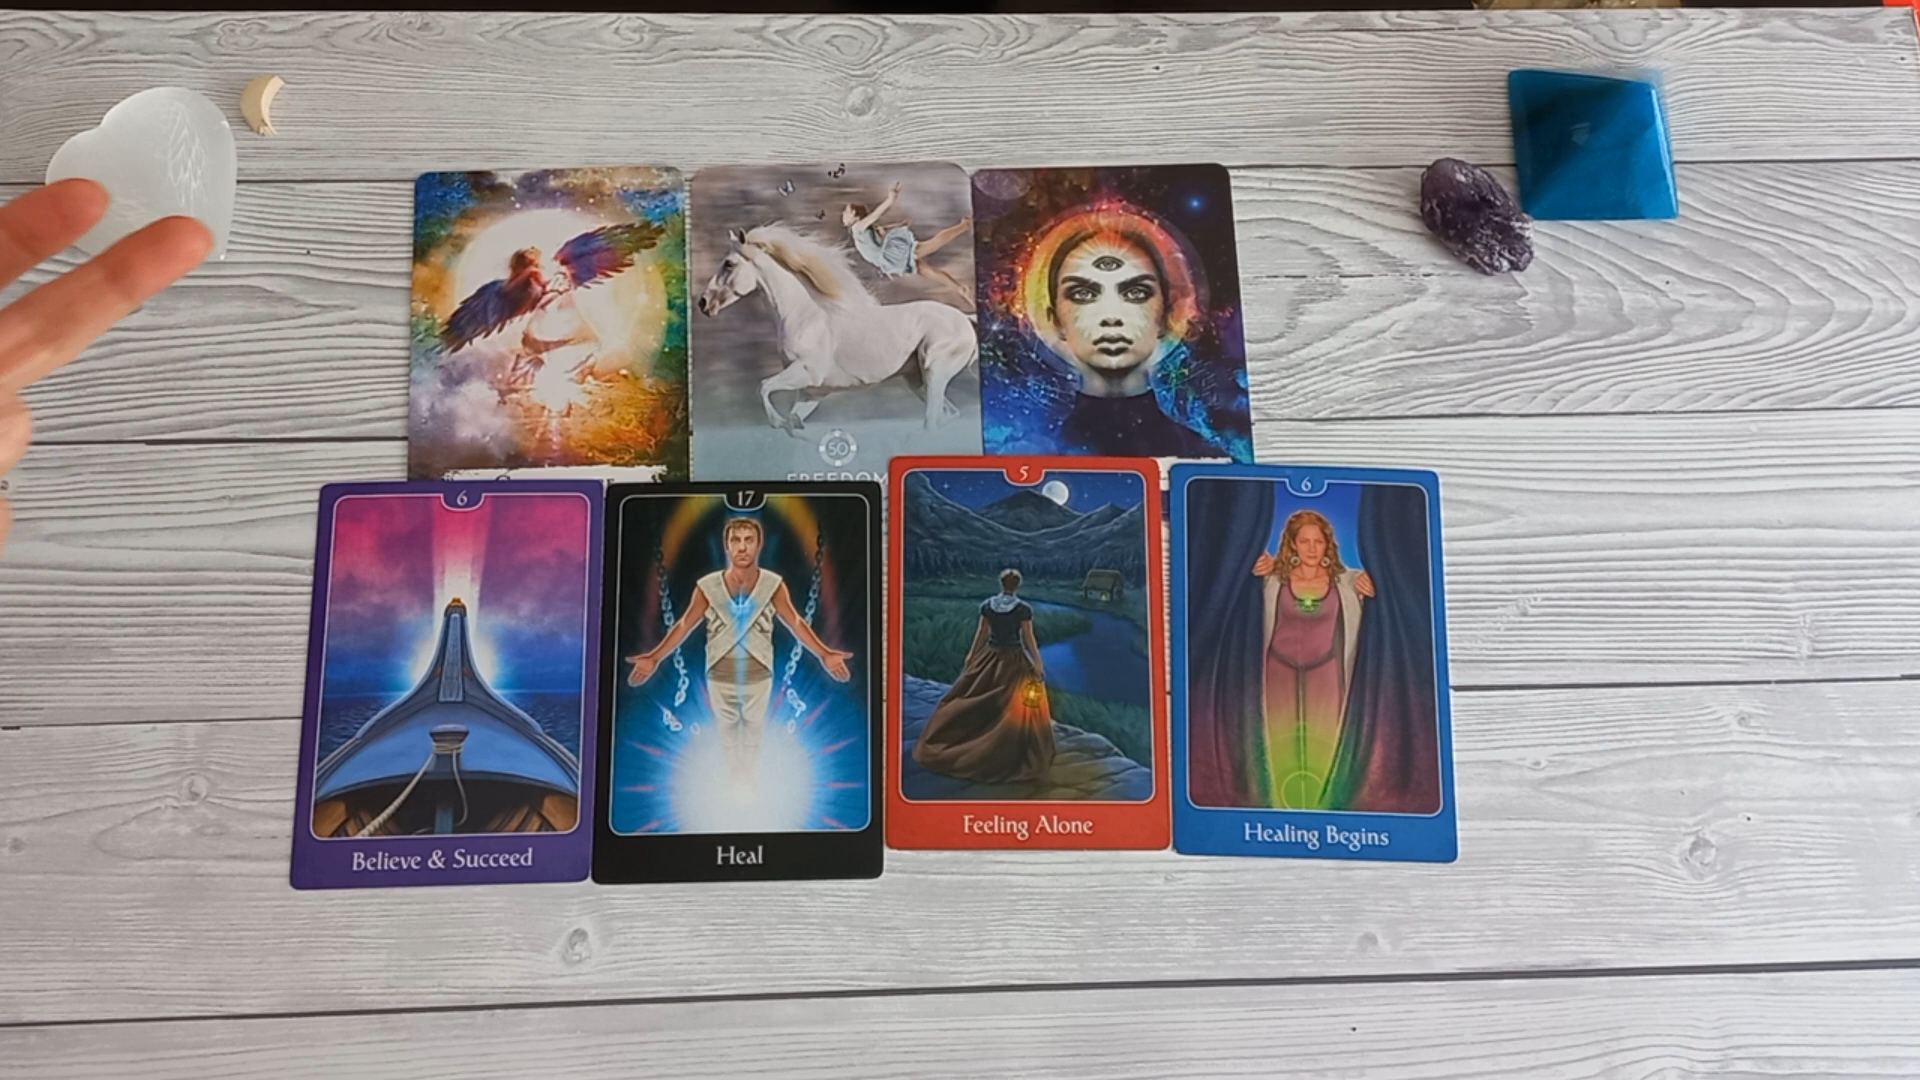 50
FREEDOM
6
17
5
6
Believe & Succeed
Heal
Feeling Alone
Healing Begins